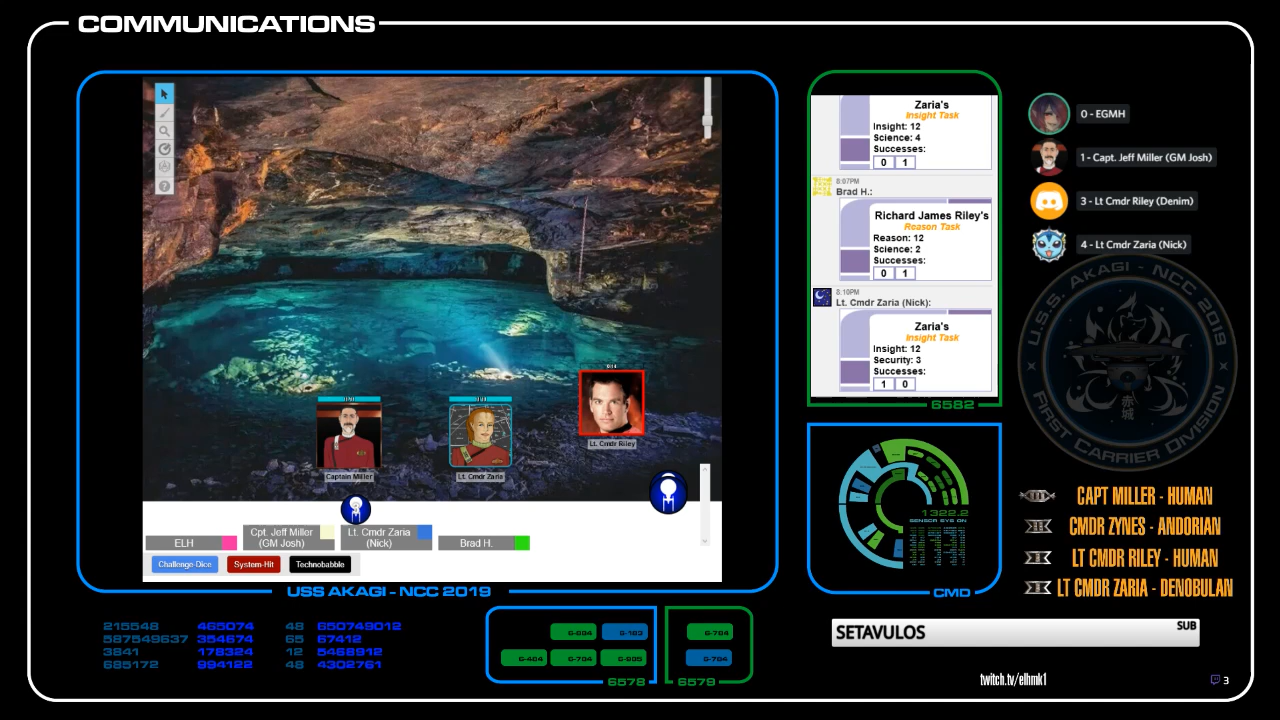 COMMUNICATIONS
Zaria's
Insight Task
Insight: 12
Science: 4
Successes:
0 1
8:07PM
Brad H.:
Richard James Riley's
Reason Task
Reason: 12
Science: 2
Successes:
0 1
8:10PM
Lt. Cmdr Zaria (Nick):
Zaria's
Insight Task
Insight: 12
Security: 3
Successes:
1 0
6582
0 - EGMH
1 - Capt. Jeff Miller (GM Josh)
3 - Lt Cmdr Riley (Denim)
4 - Lt Cmdr Zaria (Nick)
U.S.S. AKAGI - NCC 2019
赤城
FIRST CARRIER DIVISION
Captain Miller
Lt. Cmdr Zaria
Lt. Cmdr Riley
ELH
Cpt. Jeff Miller
(GM Josh)
Lt. Cmdr Zaria
(Nick)
Brad H.
Challenge-Dice
System-Hit
Technobabble
USS AKAGI - NCC 2019
1322.2
SENSOR SYS ON
CMD
CAPT MILLER - HUMAN
CMDR ZYNES - ANDORIAN
LT CMDR RILEY - HUMAN
LT CMDR ZARIA - DENOBULAN
215548 465074 48 650749012
587549637 354674 65 67412
3841 178324 12 5468912
685172 994122 48 4302761
6578
6579
SETAVULOS
SUB
twitch.tv/elhmk1
3